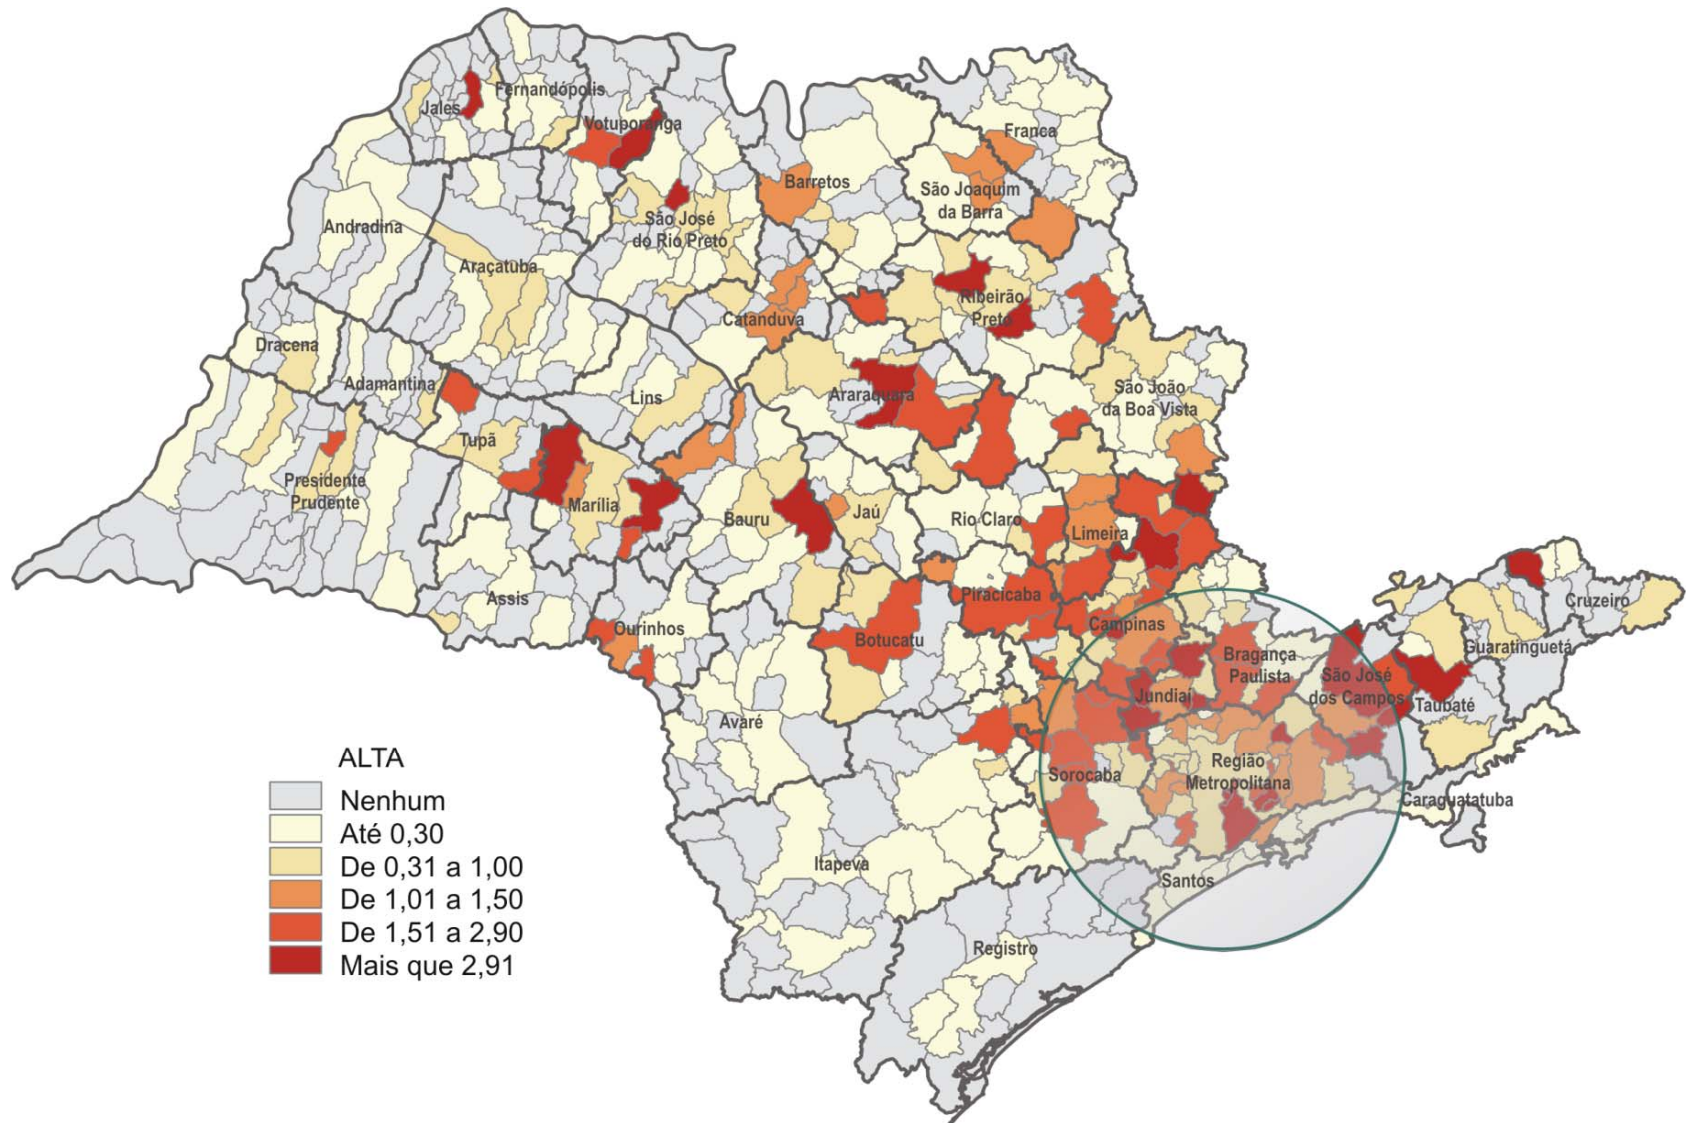 Jales
Fernandópolis
Votuporanga
Franca
Barretos
São Joaquim
da Barra
São José
do Rio Preto
Andradina
Araçatuba
Ribeirão
Preto
Catanduva
Dracena
Adamantina
Lins
Araraquara
São João
da Boa Vista
Tupã
Presidente
Prudente
Marília
Bauru
Jaú
Rio Claro
Limeira
Assis
Ourinhos
Botucatu
Piracicaba
Campinas
Bragança
Paulista
Cruzeiro
Guaratinguetá
São José
dos Campos
Taubaté
Jundiaí
Avaré
Sorocaba
Região
Metropolitana
Caraguatatuba
Itapeva
Santos
Registro
ALTA
Nenhum
Até 0,30
De 0,31 a 1,00
De 1,01 a 1,50
De 1,51 a 2,90
Mais que 2,91